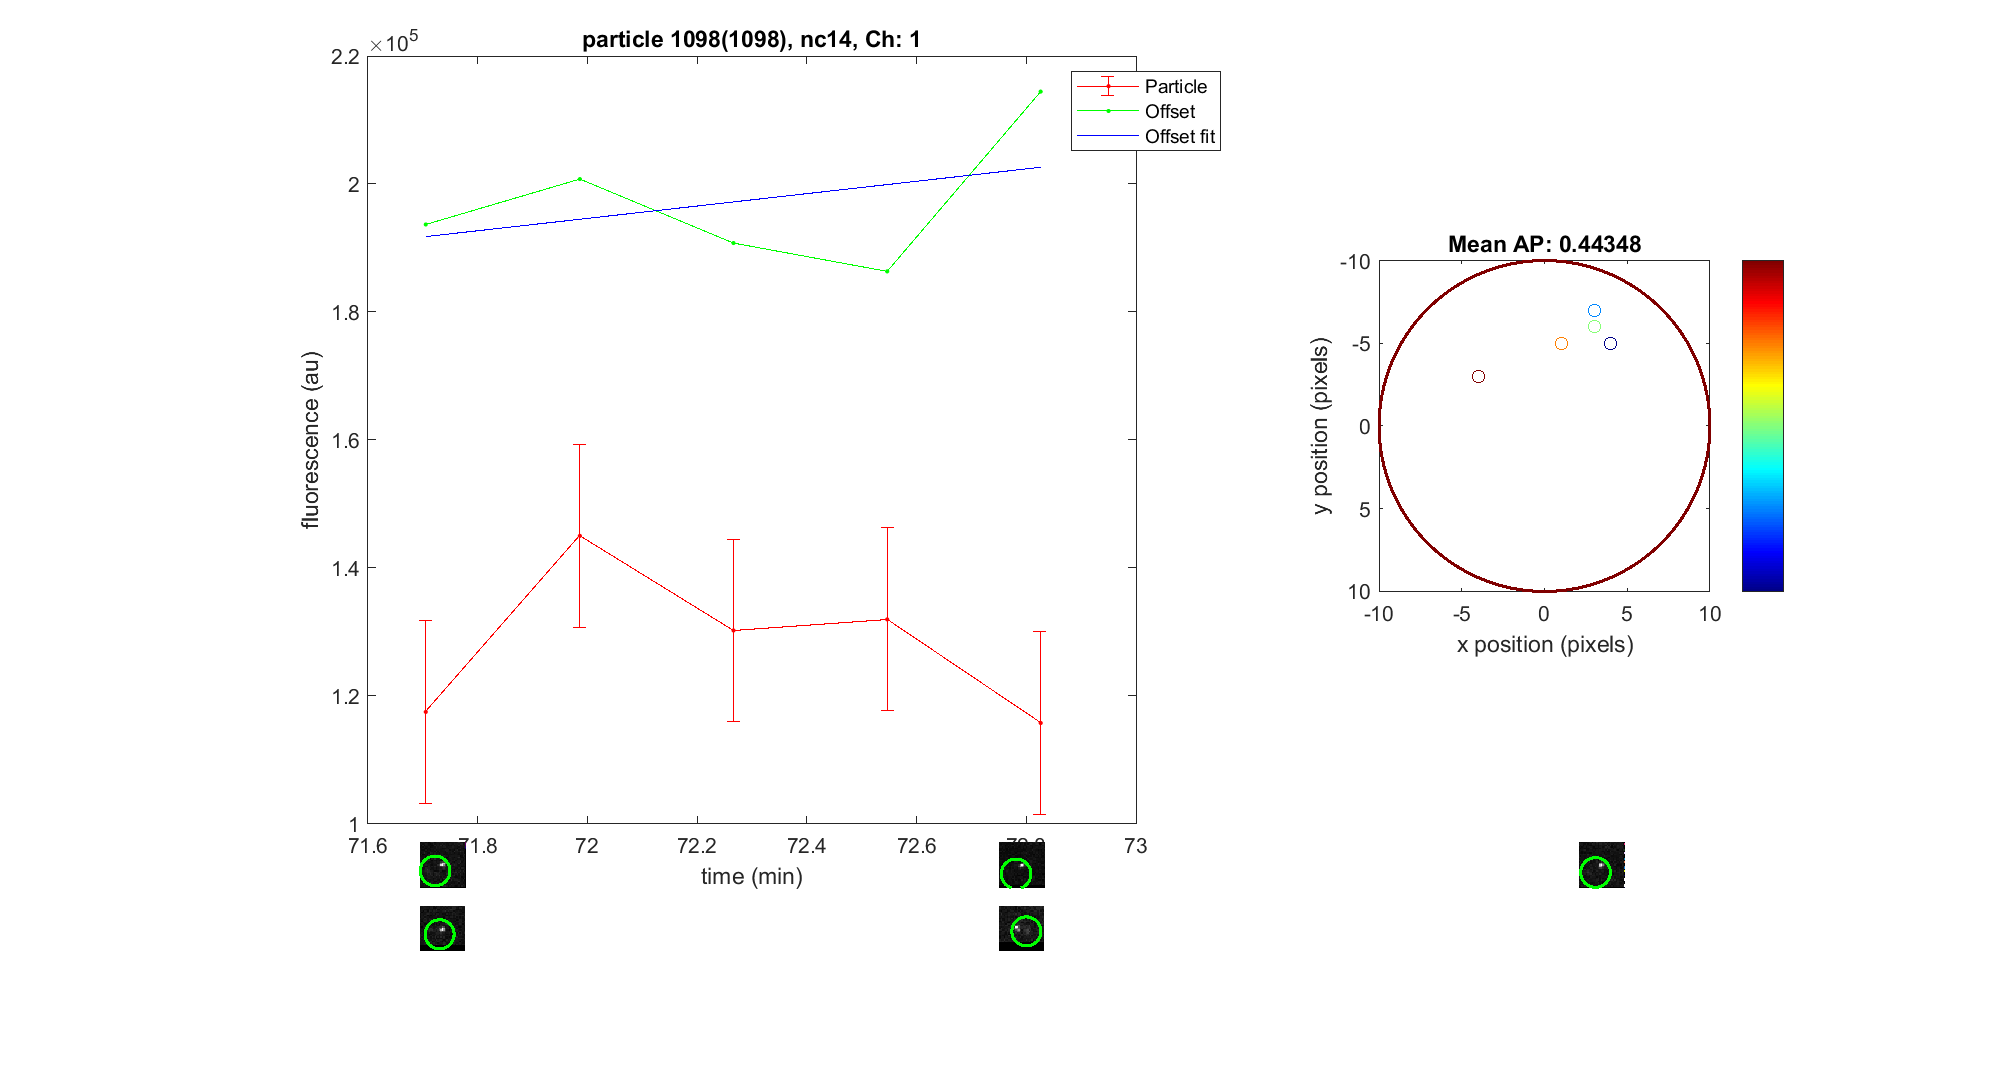 particle 1098(1098), nc14, Ch: 1
×10^5
2.2
2
1.8
1.6
1.4
1.2
1
fluorescence (au)
71.6
71.8
72
72.2
72.4
72.6
73
time (min)
Particle
Offset
Offset fit
Mean AP: 0.44348
-10
-5
0
5
10
y position (pixels)
-10
-5
0
5
10
x position (pixels)